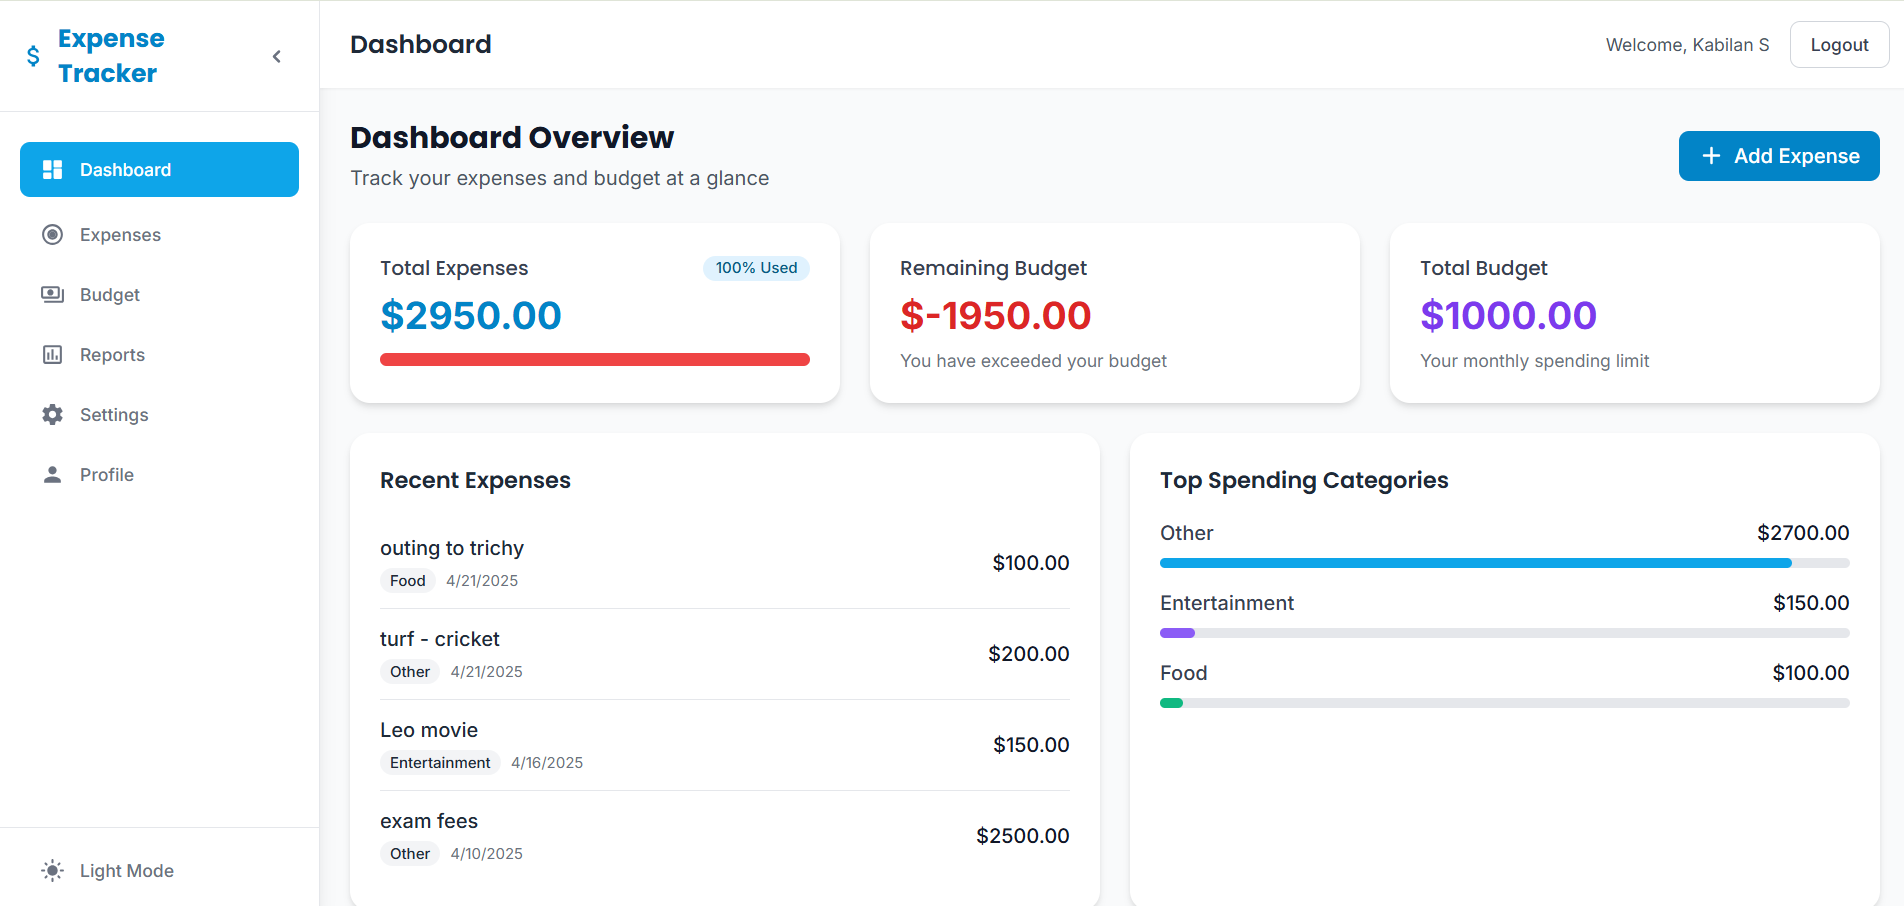 Expense
Tracker
Dashboard
Expenses
Budget
Reports
Settings
Profile
Light Mode
Dashboard
Welcome, Kabilan S
Logout
Dashboard Overview
Track your expenses and budget at a glance
Add Expense
Total Expenses
100% Used
$2950.00
Remaining Budget
$-1950.00
You have exceeded your budget
Total Budget
$1000.00
Your monthly spending limit
Recent Expenses
outing to trichy
Food 4/21/2025
$100.00
turf - cricket
Other 4/21/2025
$200.00
Leo movie
Entertainment 4/16/2025
$150.00
exam fees
Other 4/10/2025
$2500.00
Top Spending Categories
Other $2700.00
Entertainment $150.00
Food $100.00